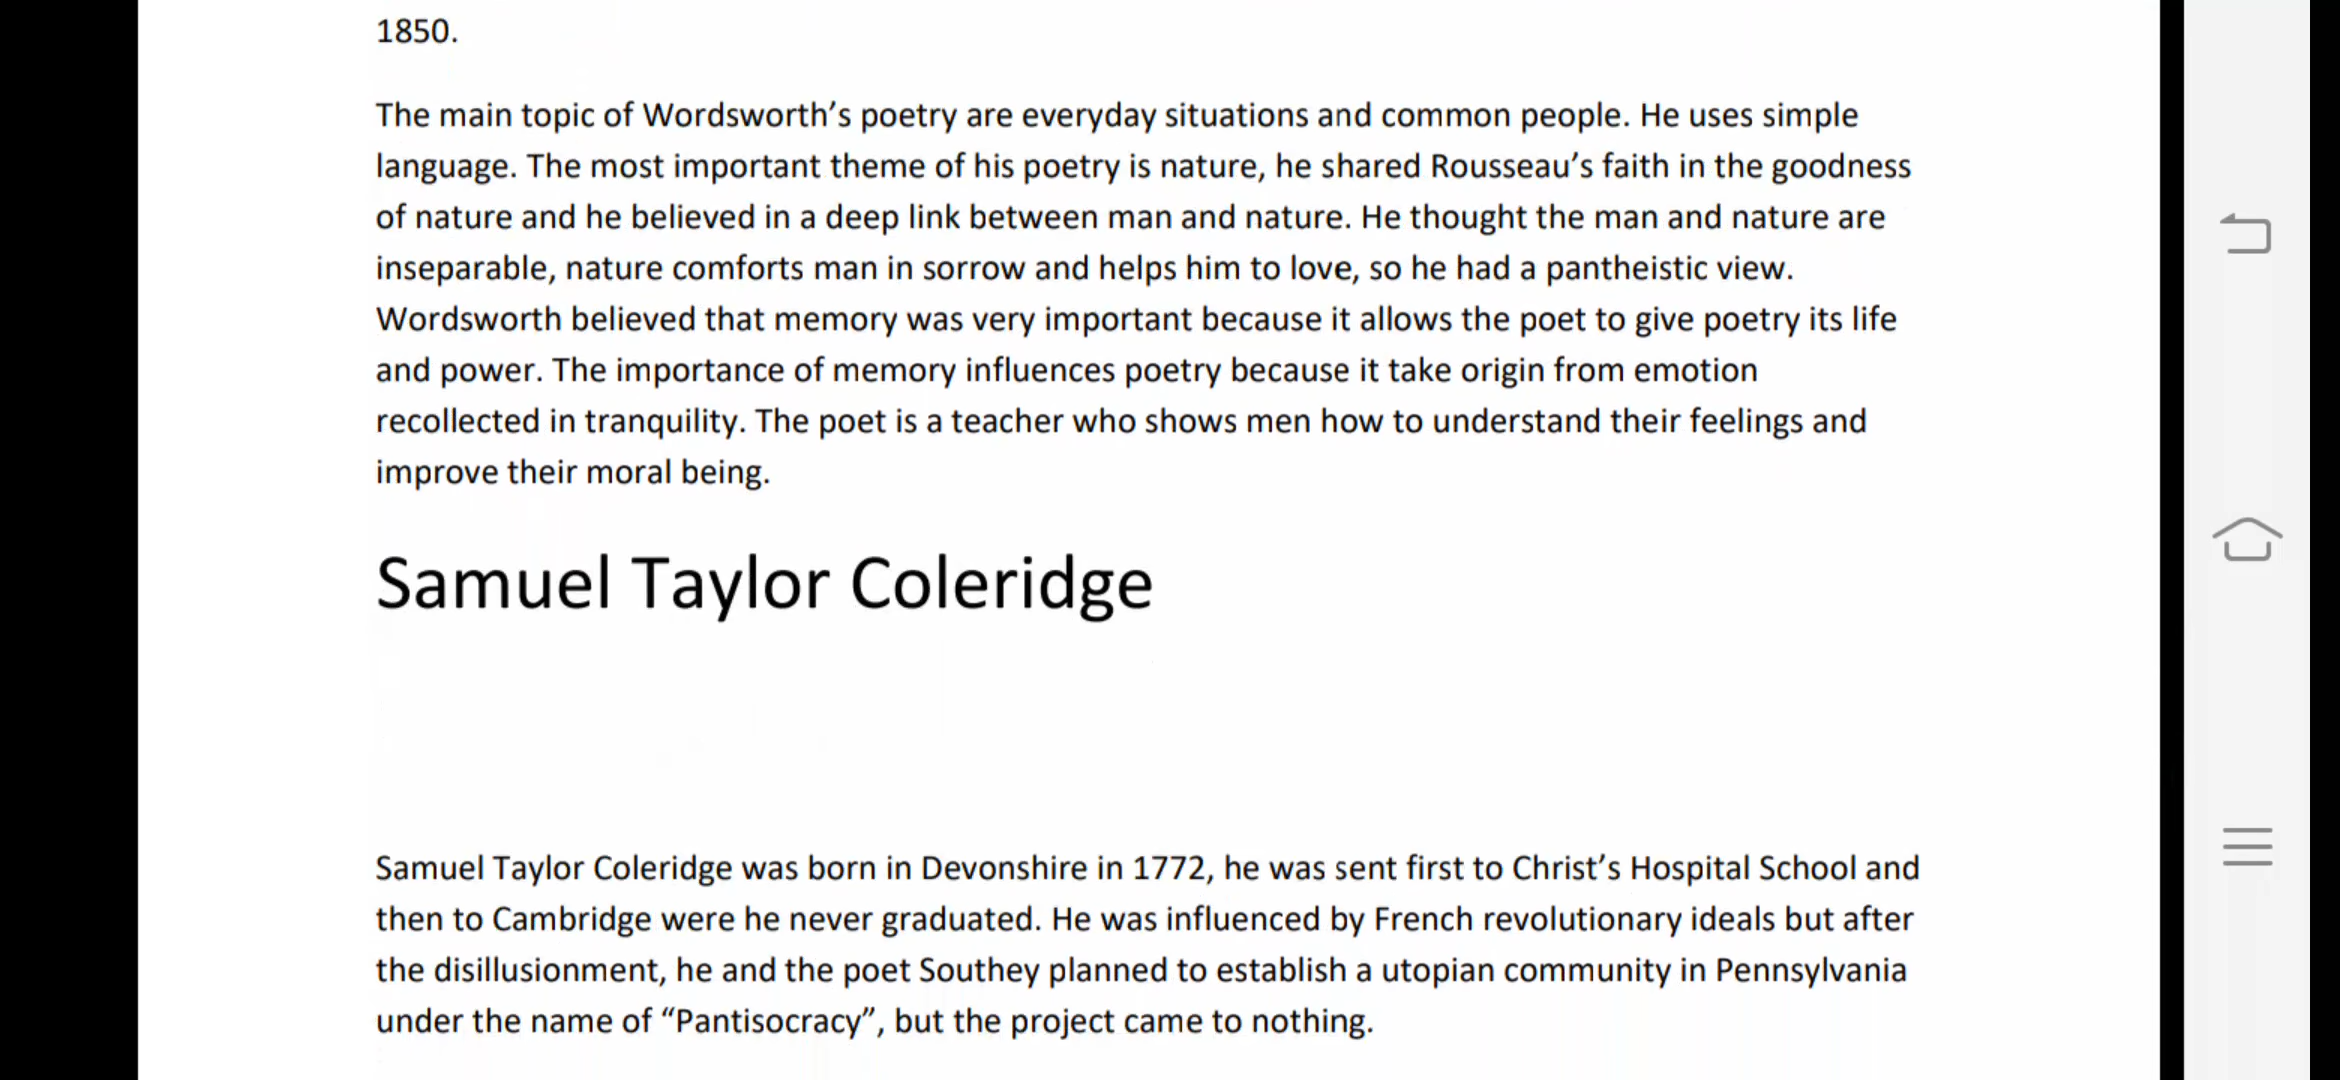 1850.
The main topic of Wordsworth’s poetry are everyday situations and common people. He uses simple
language. The most important theme of his poetry is nature, he shared Rousseau’s faith in the goodness
of nature and he believed in a deep link between man and nature. He thought the man and nature are
inseparable, nature comforts man in sorrow and helps him to love, so he had a pantheistic view.
Wordsworth believed that memory was very important because it allows the poet to give poetry its life
and power. The importance of memory influences poetry because it take origin from emotion
recollected in tranquility. The poet is a teacher who shows men how to understand their feelings and
improve their moral being.
Samuel Taylor Coleridge
Samuel Taylor Coleridge was born in Devonshire in 1772, he was sent first to Christ’s Hospital School and
then to Cambridge were he never graduated. He was influenced by French revolutionary ideals but after
the disillusionment, he and the poet Southey planned to establish a utopian community in Pennsylvania
under the name of “Pantisocracy”, but the project came to nothing.